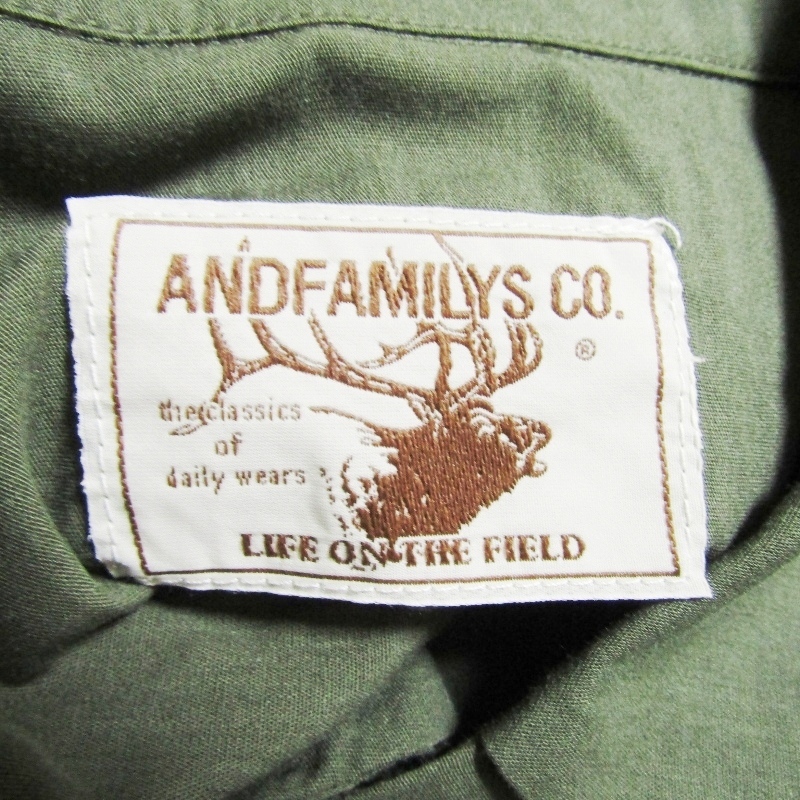 ANDFAMILYS CO.
®
the classics
of
daily wears
LIFE ON THE FIELD